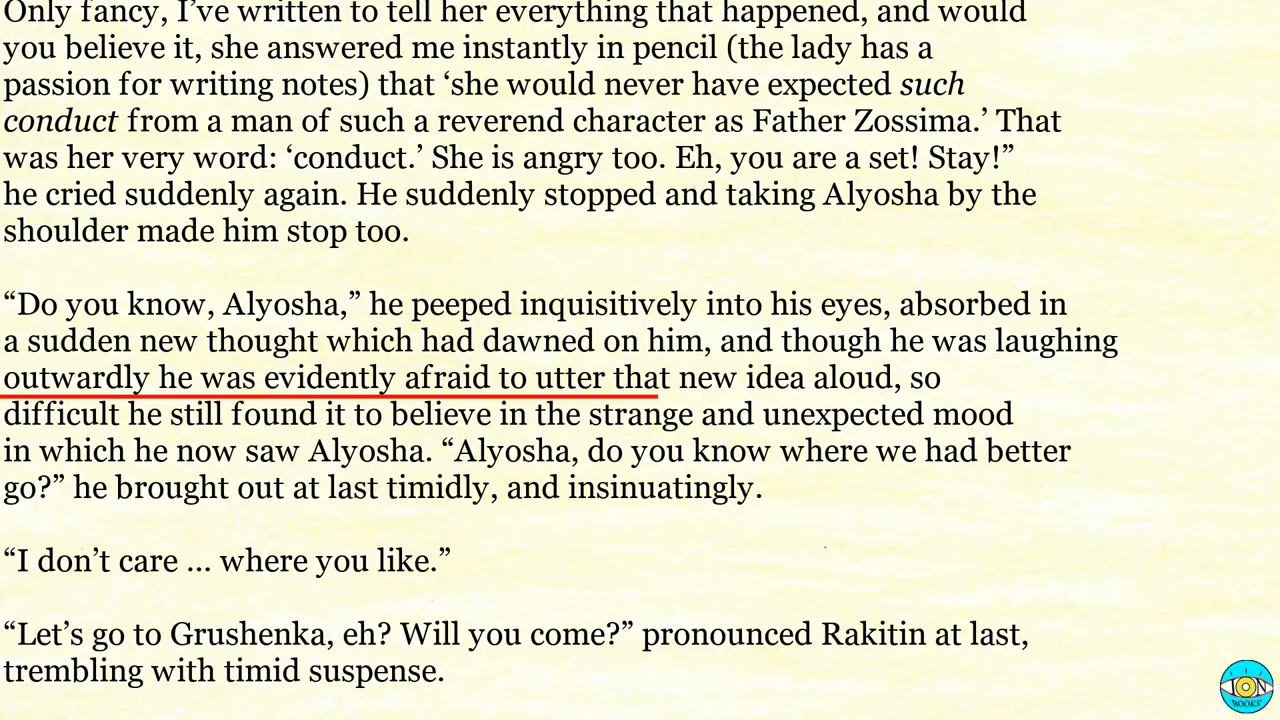 Only fancy, I’ve written to tell her everything that happened, and would
you believe it, she answered me instantly in pencil (the lady has a
passion for writing notes) that ‘she would never have expected such
conduct from a man of such a reverend character as Father Zossima.’ That
was her very word: ‘conduct.’ She is angry too. Eh, you are a set! Stay!”
he cried suddenly again. He suddenly stopped and taking Alyosha by the
shoulder made him stop too.
“Do you know, Alyosha,” he peeped inquisitively into his eyes, absorbed in
a sudden new thought which had dawned on him, and though he was laughing
outwardly he was evidently afraid to utter that new idea aloud, so
difficult he still found it to believe in the strange and unexpected mood
in which he now saw Alyosha. “Alyosha, do you know where we had better
go?” he brought out at last timidly, and insinuatingly.
“I don’t care ... where you like.”
“Let’s go to Grushenka, eh? Will you come?” pronounced Rakitin at last,
trembling with timid suspense.
ION
BOOKS